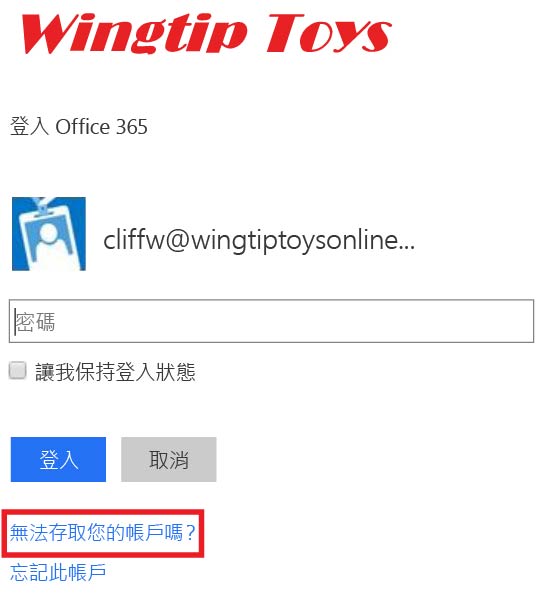 Wingtip Toys
登入 Office 365
cliffw@wingtiptoysonline...
密碼
讓我保持登入狀態
登入
取消
無法存取您的帳戶嗎?
忘記此帳戶